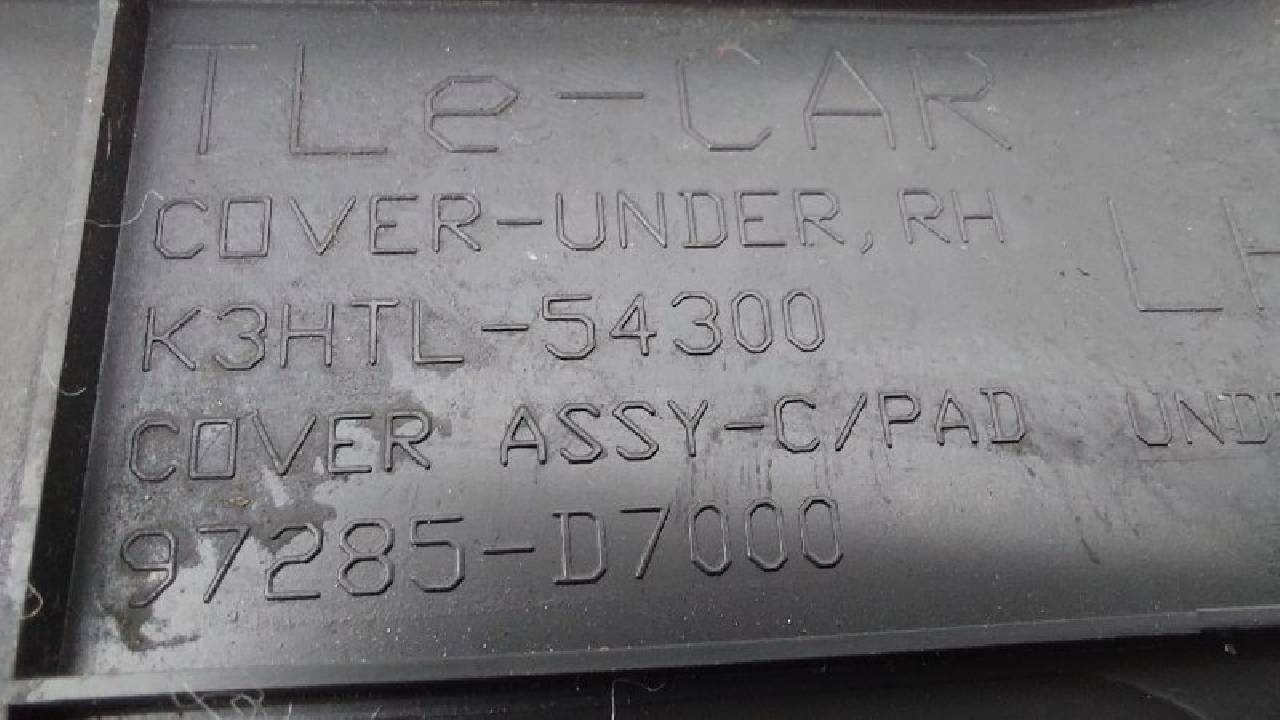 TLe-CAR
COVER-UNDER, RH
K3HTL-54300
COVER ASSY-C/PAD
97285-D7000